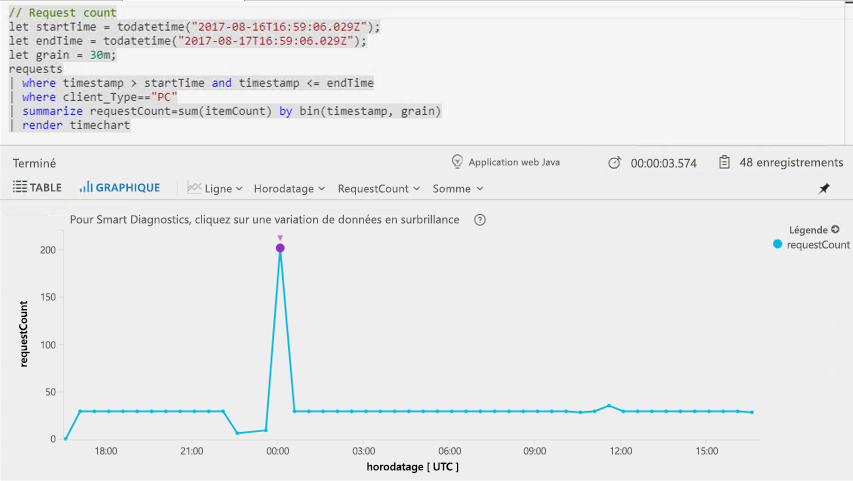 // Request count
let startTime = todatetime("2017-08-16T16:59:06.029Z");
let endTime = todatetime("2017-08-17T16:59:06.029Z");
let grain = 30m;
requests
| where timestamp > startTime and timestamp <= endTime
| where client_Type=="PC"
| summarize requestCount=sum(itemCount) by bin(timestamp, grain)
| render timechart
Terminé Application web Java 00:00:03.574 48 enregistrements
TABLE GRAPHIQUE Ligne Horodatage RequestCount Somme
Pour Smart Diagnostics, cliquez sur une variation de données en surbrillance ?
Légende
requestCount
200
150
100
50
0
requestCount
18:00 21:00 00:00 03:00 06:00 09:00 12:00 15:00
horodatage [ UTC ]